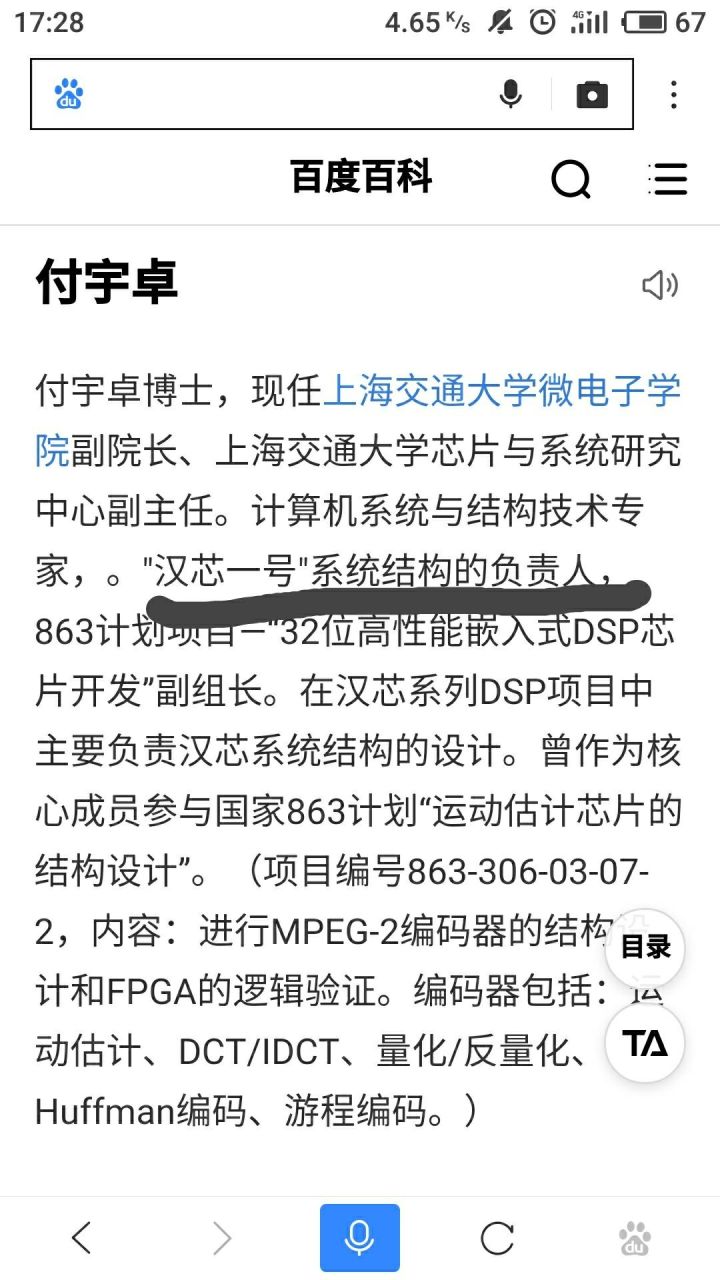 17:28
4.65 K/s
4G
67
du
百度百科
付宇卓
付宇卓博士，现任上海交通大学微电子学
院副院长、上海交通大学芯片与系统研究
中心副主任。计算机系统与结构技术专
家，。"汉芯一号"系统结构的负责人，
863计划项目—“32位高性能嵌入式DSP芯
片开发”副组长。在汉芯系列DSP项目中
主要负责汉芯系统结构的设计。曾作为核
心成员参与国家863计划“运动估计芯片的
结构设计”。（项目编号863-306-03-07-
2，内容：进行MPEG-2编码器的结构设
计和FPGA的逻辑验证。编码器包括：运
动估计、DCT/IDCT、量化/反量化、
Huffman编码、游程编码。）
目录
TA
du